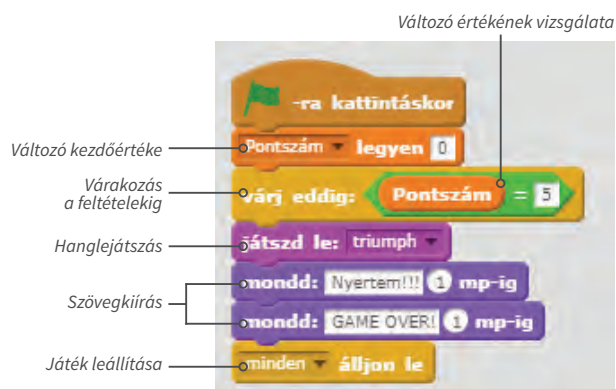 Változó értékének vizsgálata
-ra kattintáskor
Változó kezdőértéke
Pontszám legyen 0
Várakozás
a feltételekig
várj eddig: Pontszám = 5
Hanglejátszás
játszd le: triumph
Szövegkiírás
mondd: Nyertem!!! 1 mp-ig
mondd: GAME OVER! 1 mp-ig
Játék leállítása
minden álljon le